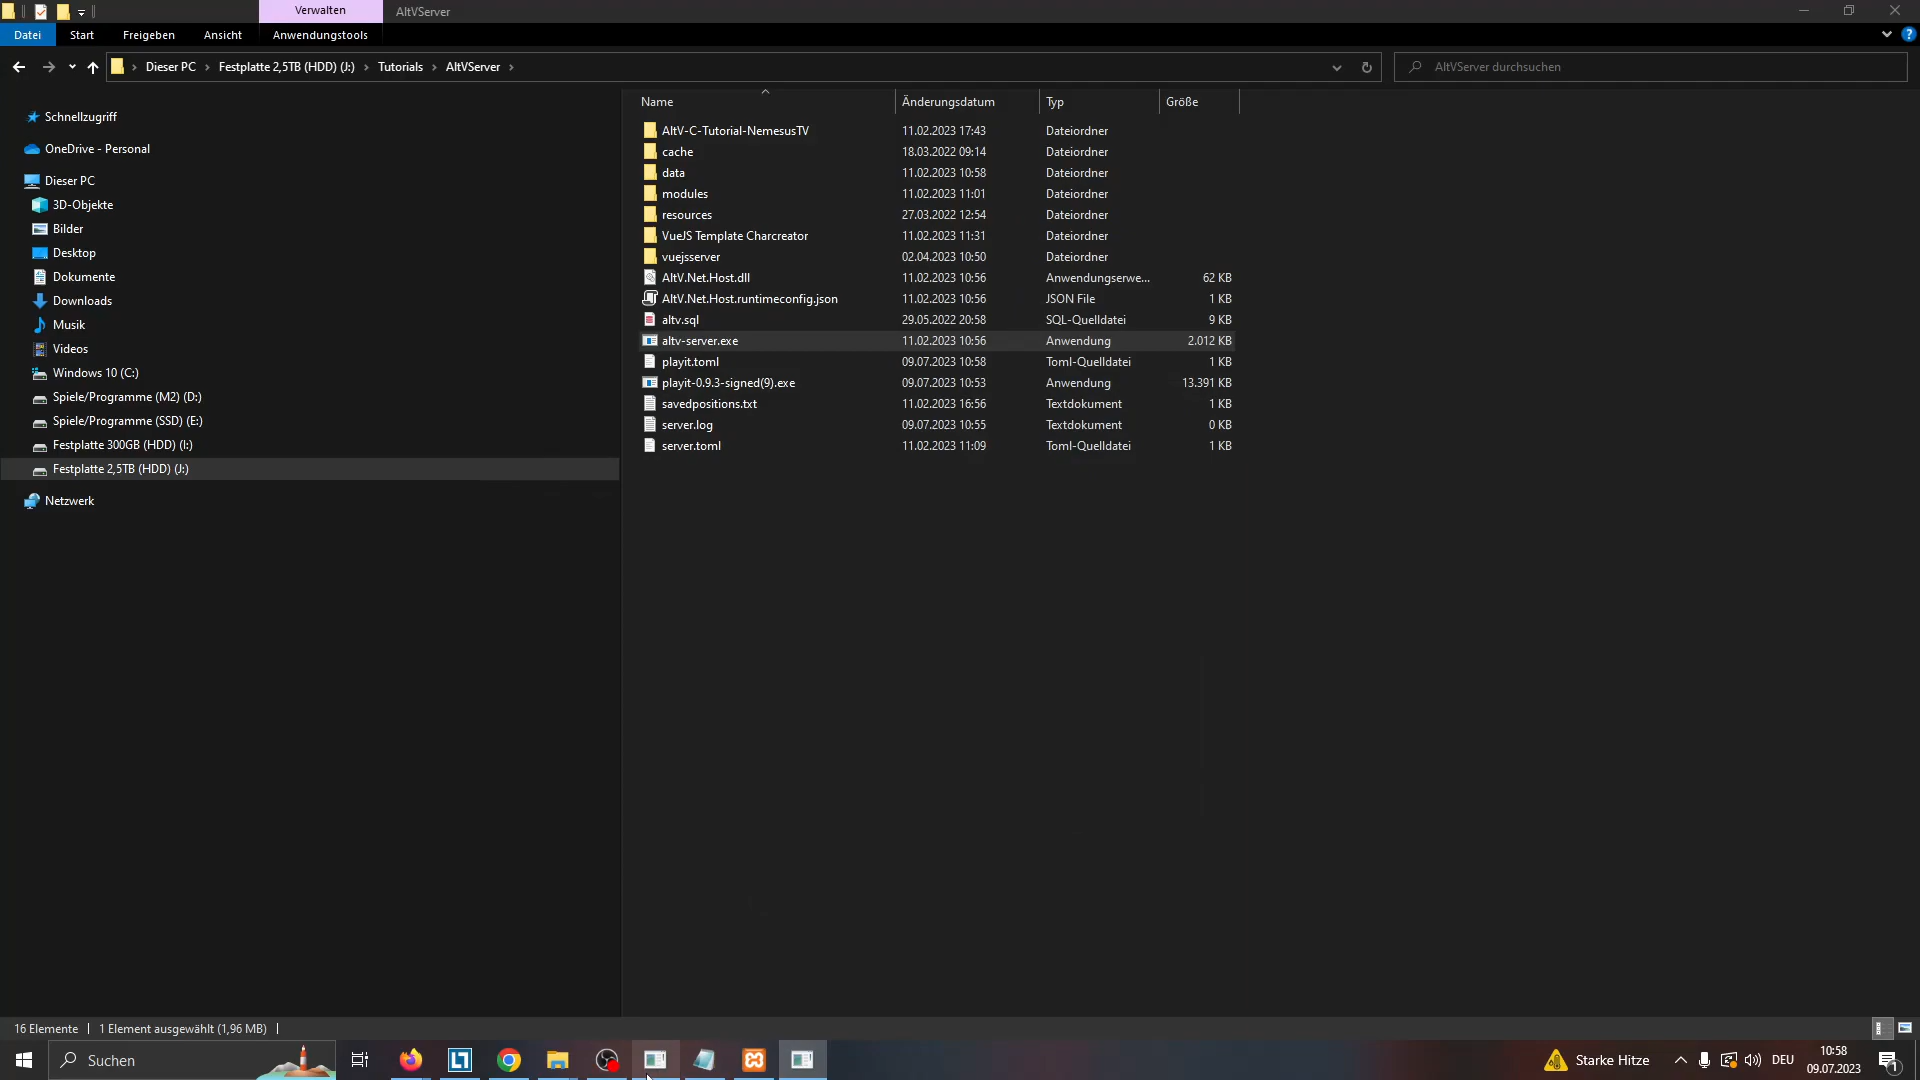 Verwalten
AltVServer
Datei
Start
Freigeben
Ansicht
Anwendungstools
Dieser PC
Festplatte 2,5TB (HDD) (J:)
Tutorials
AltVServer
AltVServer durchsuchen
Schnellzugriff
OneDrive - Personal
Dieser PC
3D-Objekte
Bilder
Desktop
Dokumente
Downloads
Musik
Videos
Windows 10 (C:)
Spiele/Programme (M2) (D:)
Spiele/Programme (SSD) (E:)
Festplatte 300GB (HDD) (I:)
Festplatte 2,5TB (HDD) (J:)
Netzwerk
Name Änderungsdatum Typ Größe
AltV-C-Tutorial-NemesusTV 11.02.2023 17:43 Dateiordner
cache 18.03.2022 09:14 Dateiordner
data 11.02.2023 10:58 Dateiordner
modules 11.02.2023 11:01 Dateiordner
resources 27.03.2022 12:54 Dateiordner
VueJS Template Charcreator 11.02.2023 11:31 Dateiordner
vuejsserver 02.04.2023 10:50 Dateiordner
AltV.Net.Host.dll 11.02.2023 10:56 Anwendungserwe... 62 KB
AltV.Net.Host.runtimeconfig.json 11.02.2023 10:56 JSON File 1 KB
altv.sql 29.05.2022 20:58 SQL-Quelldatei 9 KB
altv-server.exe 11.02.2023 10:56 Anwendung 2.012 KB
playit.toml 09.07.2023 10:58 Toml-Quelldatei 1 KB
playit-0.9.3-signed(9).exe 09.07.2023 10:53 Anwendung 13.391 KB
savedpositions.txt 11.02.2023 16:56 Textdokument 1 KB
server.log 09.07.2023 10:55 Textdokument 0 KB
server.toml 11.02.2023 11:09 Toml-Quelldatei 1 KB
16 Elemente
1 Element ausgewählt (1,96 MB)
Suchen
Starke Hitze
DEU
10:58
09.07.2023
1